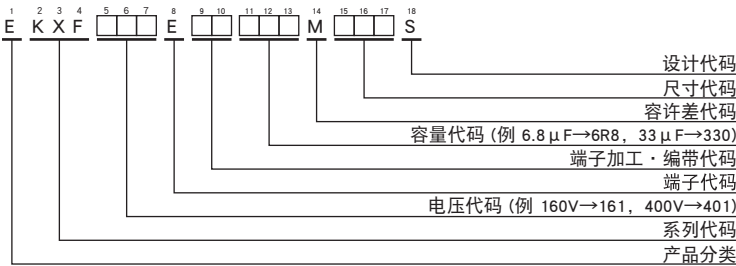 1 2 3 4 5 6 7 8 9 10 11 12 13 14 15 16 17 18
E KXF □□□ E □□ □□□ M □□□ S
设计代码
尺寸代码
容许差代码
容量代码 (例 6.8μF→6R8, 33μF→330)
端子加工・编带代码
端子代码
电压代码 (例 160V→161, 400V→401)
系列代码
产品分类